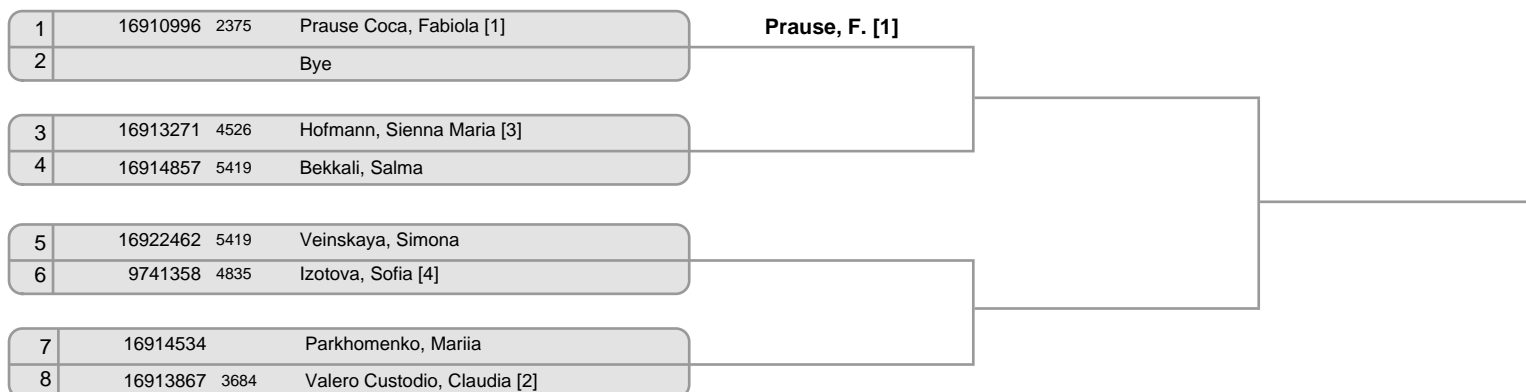 1 16910996 2375 Prause Coca, Fabiola [1] Prause, F. [1]
2 Bye
3 16913271 4526 Hofmann, Sienna Maria [3]
4 16914857 5419 Bekkali, Salma
5 16922462 5419 Veinskaya, Simona
6 9741358 4835 Izotova, Sofia [4]
7 16914534 Parkhomenko, Mariia
8 16913867 3684 Valero Custodio, Claudia [2]